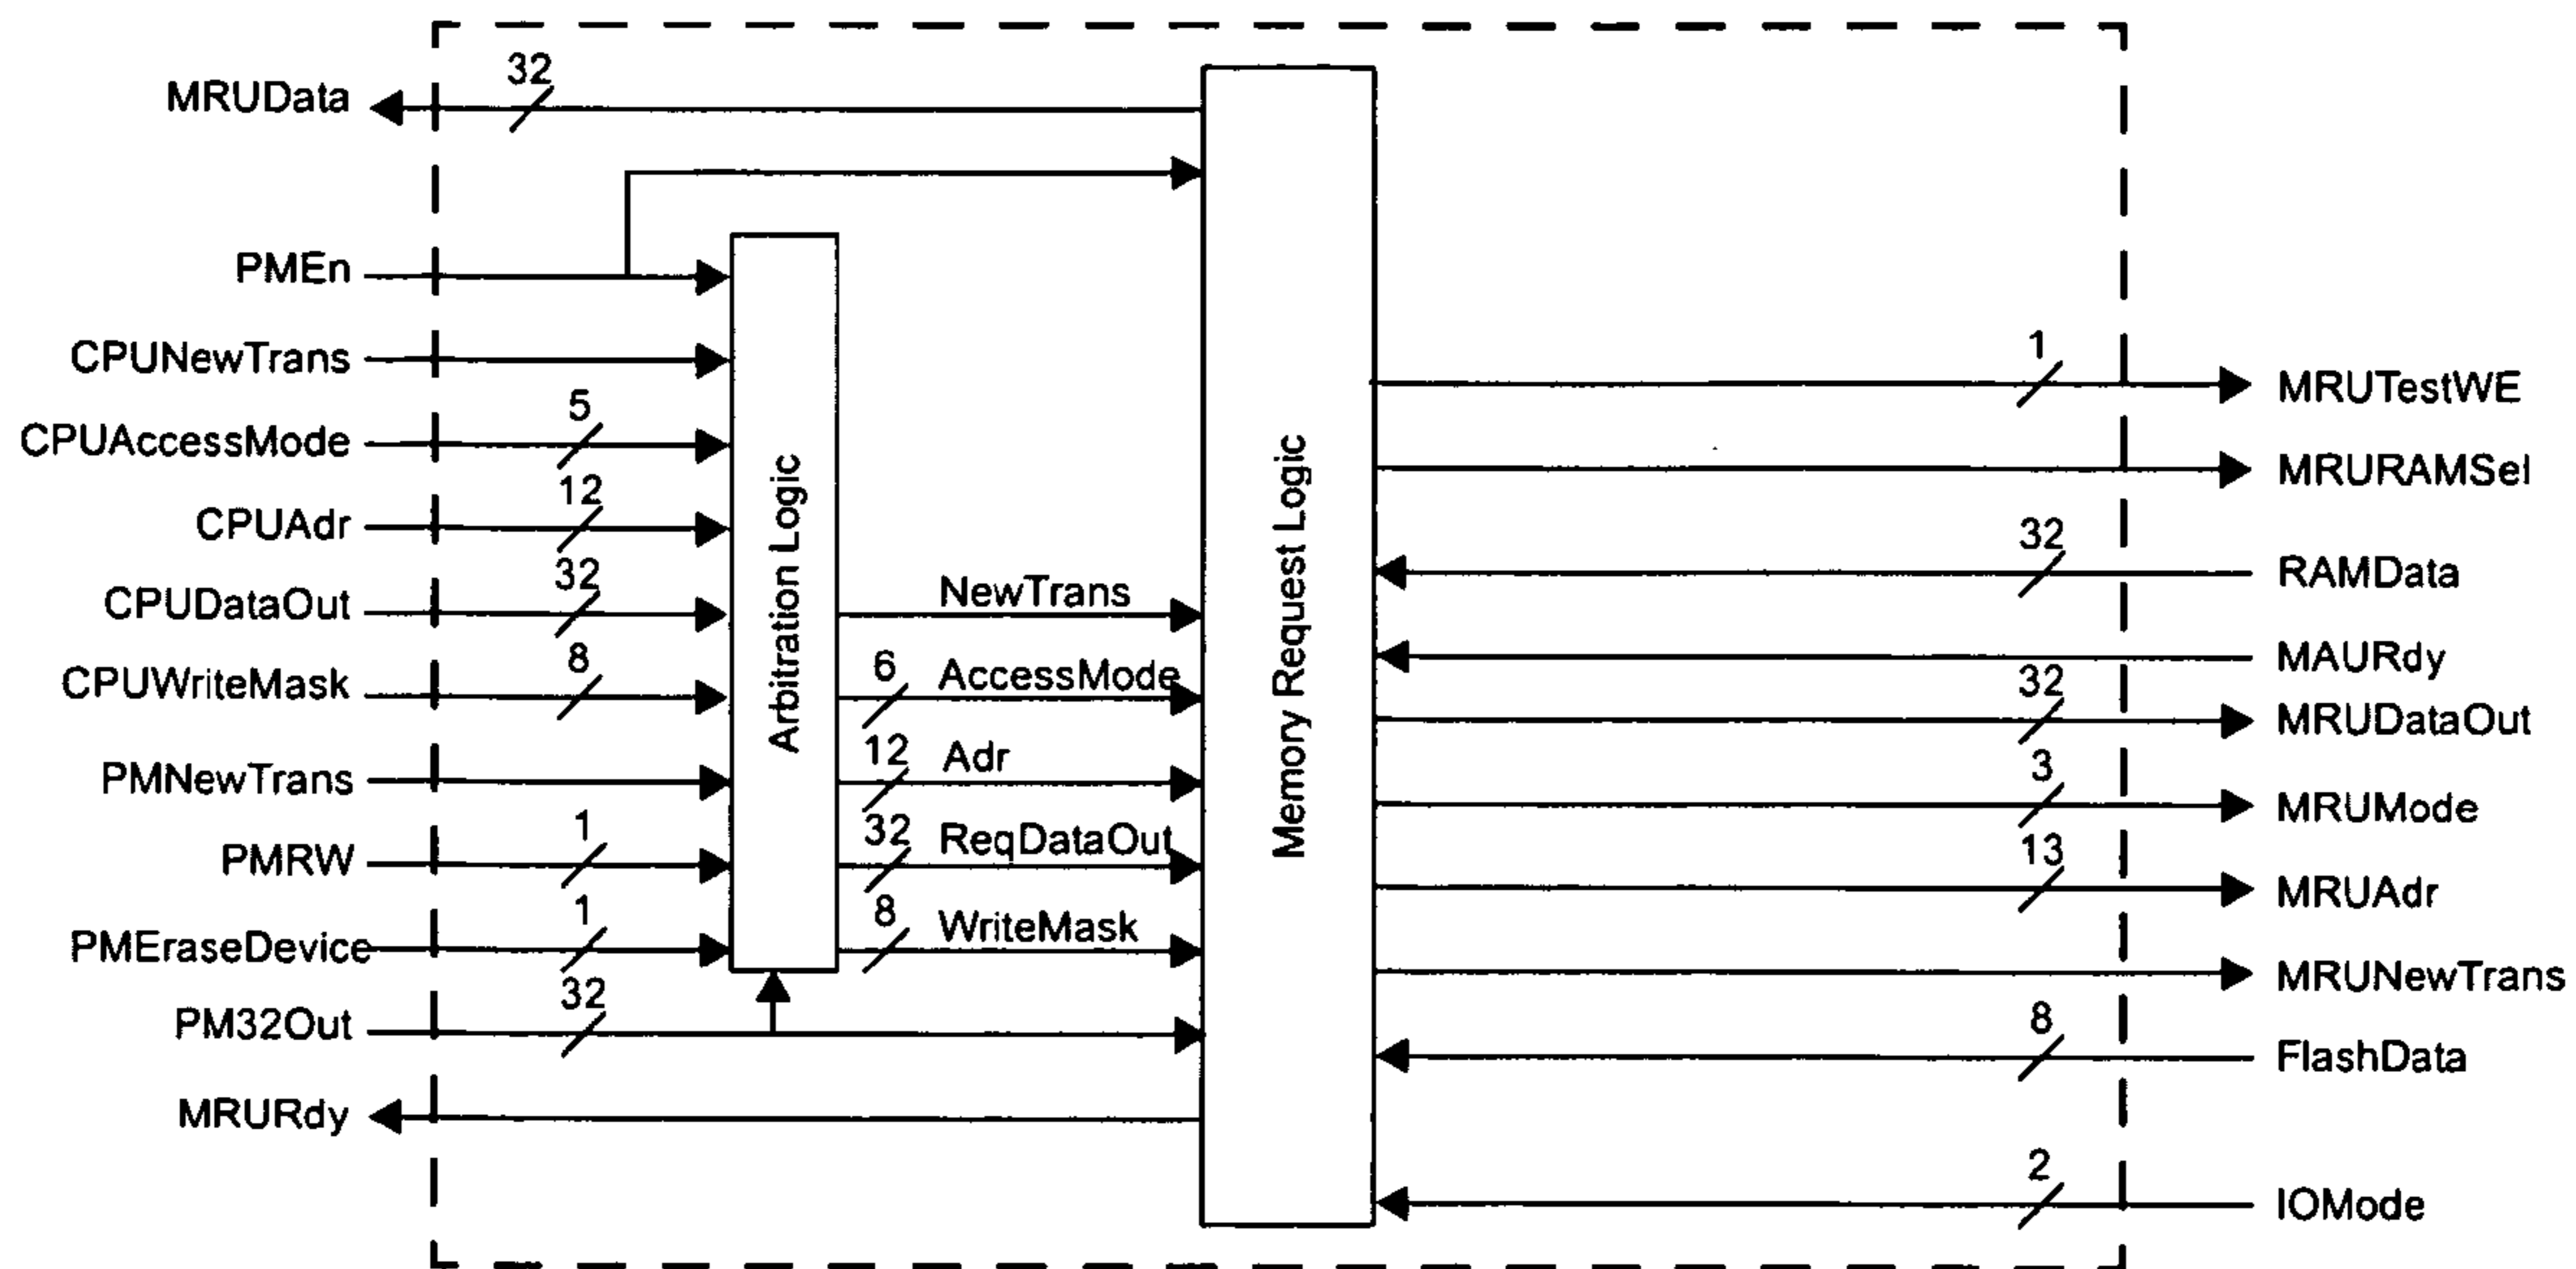 32
MRUData
PMEn
CPUNewTrans
5
CPUAccessMode
12
CPUAdr
32
CPUDataOut
8
CPUWriteMask
PMNewTrans
1
PMRW
1
PMEraseDevice
32
PM32Out
MRURdy
Arbitration Logic
NewTrans
6 AccessMode
12 Adr
32 ReqDataOut
8 WriteMask
Memory Request Logic
1
MRUTestWE
MRURAMSel
32
RAMData
MAURdy
32
MRUDataOut
3
MRUMode
13
MRUAdr
MRUNewTrans
8
FlashData
2
IOMode